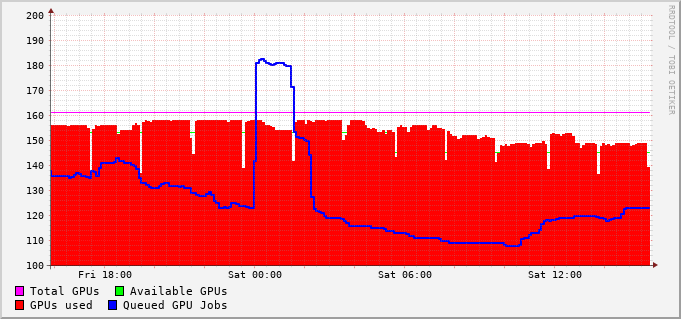 200
190
180
170
160
150
140
130
120
110
100
Fri 18:00 Sat 00:00 Sat 06:00 Sat 12:00
Total GPUs Available GPUs
GPUs used Queued GPU Jobs
RRDTOOL / TOBI OETIKER